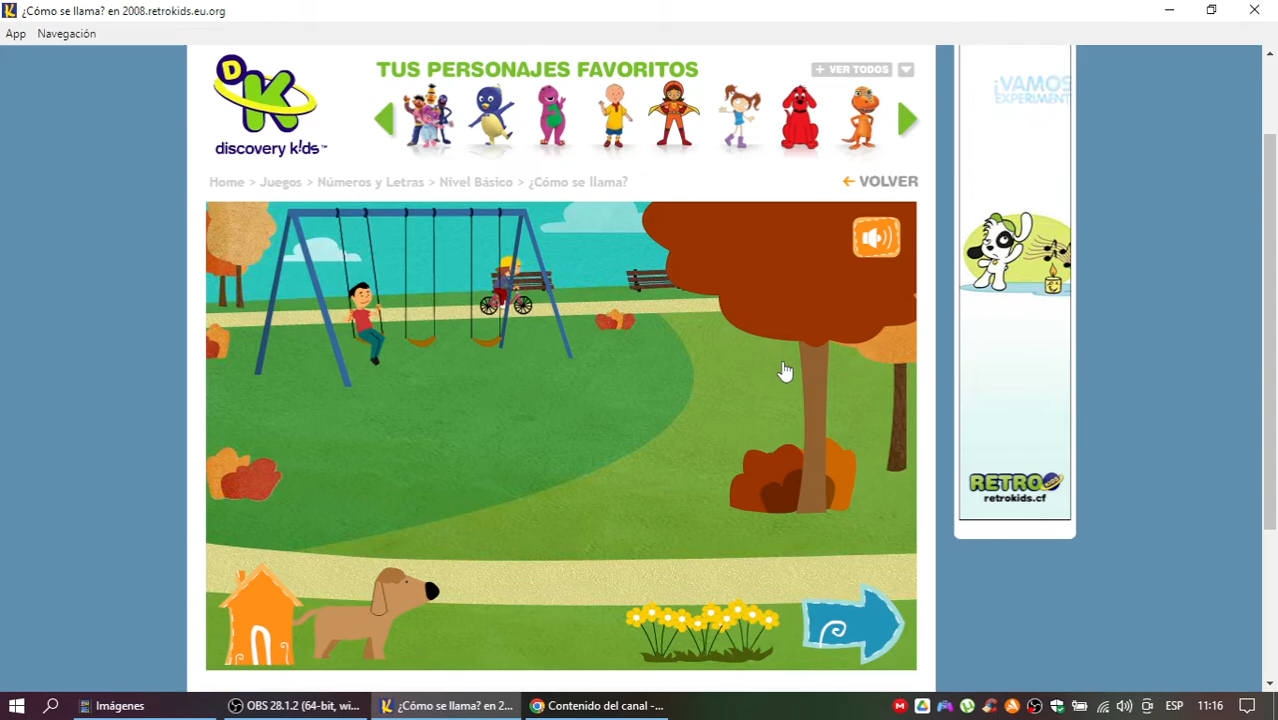 ¿Cómo se llama? en 2008.retrokids.eu.org
App Navegación
D K
discovery k!ds™
TUS PERSONAJES FAVORITOS
+ VER TODOS
Home > Juegos > Números y Letras > Nivel Básico > ¿Cómo se llama?
VOLVER
¡VAMOS
EXPERIMENT
RETRO
retrokids.cf
Imágenes
OBS 28.1.2 (64-bit, wi...
¿Cómo se llama? en 2...
Contenido del canal -...
ESP
11:16